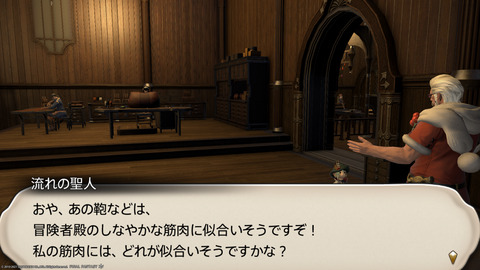 流れの聖人
おや、あの鞄などは、
冒険者殿のしなやかな筋肉に似合いそうですぞ！
私の筋肉には、どれが似合いそうですかな？